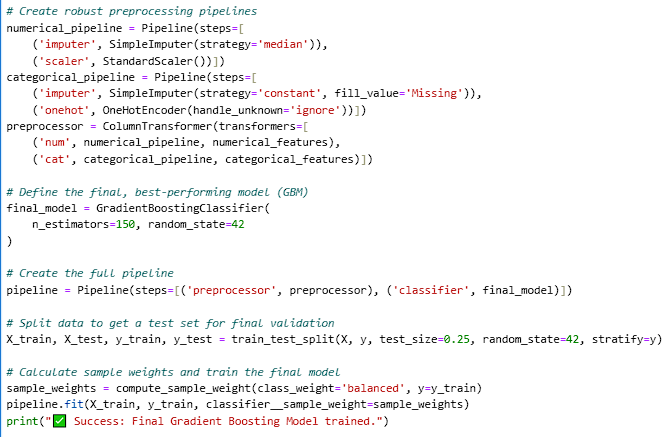 # Create robust preprocessing pipelines
numerical_pipeline = Pipeline(steps=[
    ('imputer', SimpleImputer(strategy='median')),
    ('scaler', StandardScaler())])
categorical_pipeline = Pipeline(steps=[
    ('imputer', SimpleImputer(strategy='constant', fill_value='Missing')),
    ('onehot', OneHotEncoder(handle_unknown='ignore'))])
preprocessor = ColumnTransformer(transformers=[
    ('num', numerical_pipeline, numerical_features),
    ('cat', categorical_pipeline, categorical_features)])

# Define the final, best-performing model (GBM)
final_model = GradientBoostingClassifier(
    n_estimators=150, random_state=42
)

# Create the full pipeline
pipeline = Pipeline(steps=[('preprocessor', preprocessor), ('classifier', final_model)])

# Split data to get a test set for final validation
X_train, X_test, y_train, y_test = train_test_split(X, y, test_size=0.25, random_state=42, stratify=y)

# Calculate sample weights and train the final model
sample_weights = compute_sample_weight(class_weight='balanced', y=y_train)
pipeline.fit(X_train, y_train, classifier__sample_weight=sample_weights)
print("✅ Success: Final Gradient Boosting Model trained.")